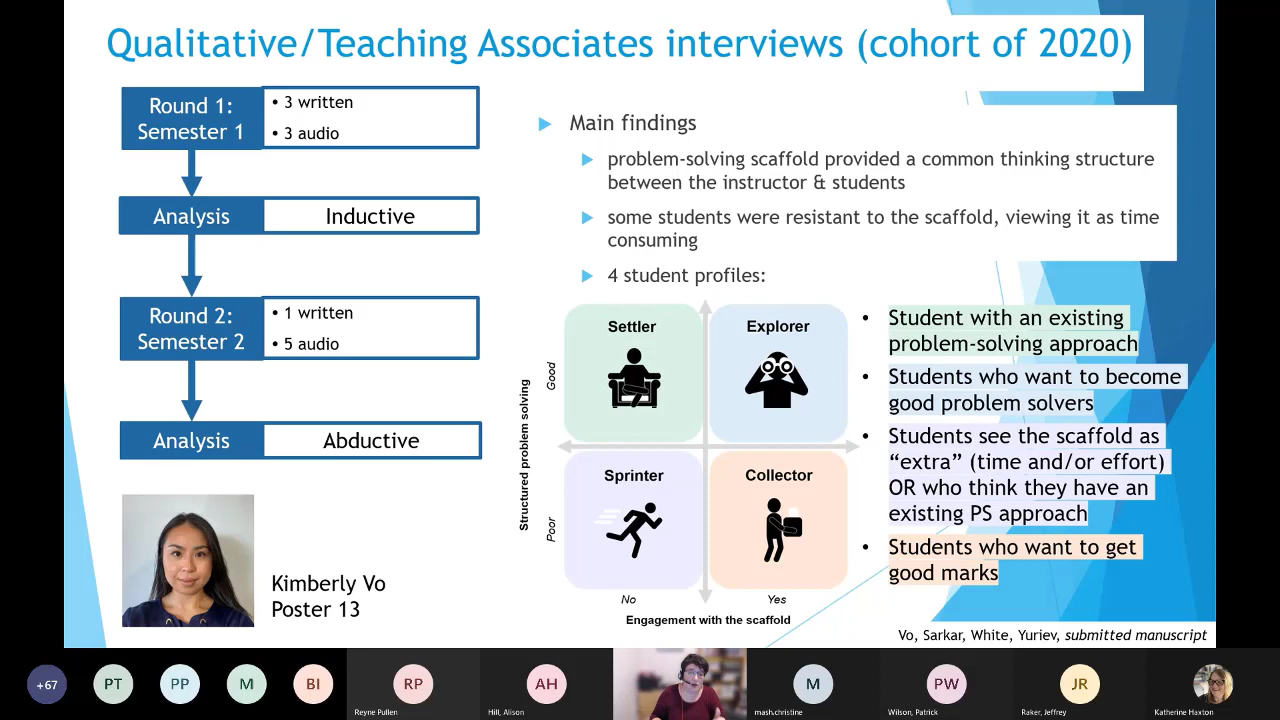 Qualitative/Teaching Associates interviews (cohort of 2020)
Round 1:
Semester 1
• 3 written
• 3 audio
Analysis
Inductive
Round 2:
Semester 2
• 1 written
• 5 audio
Analysis
Abductive
Kimberly Vo
Poster 13
Main findings
problem-solving scaffold provided a common thinking structure
between the instructor & students
some students were resistant to the scaffold, viewing it as time
consuming
4 student profiles:
Structured problem solving
Good
Poor
Settler
Explorer
Sprinter
Collector
No
Yes
Engagement with the scaffold
• Student with an existing
problem-solving approach
• Students who want to become
good problem solvers
• Students see the scaffold as
“extra” (time and/or effort)
OR who think they have an
existing PS approach
• Students who want to get
good marks
Vo, Sarkar, White, Yuriev, submitted manuscript
+67
PT
PP
M
BI
RP
Reyne Pullen
AH
Hill, Alison
M
mash.christine
PW
Wilson, Patrick
JR
Raker, Jeffrey
Katherine Haxton